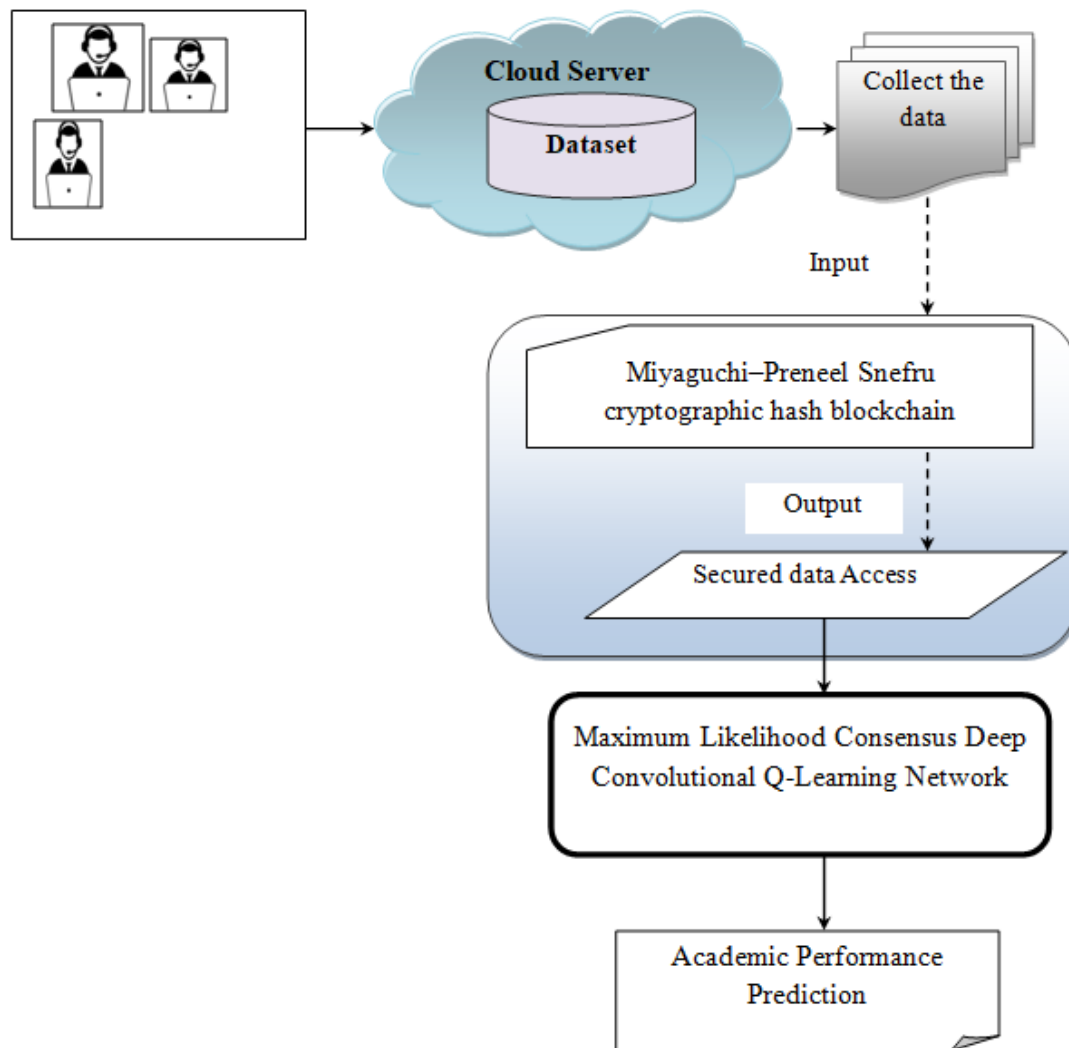 Cloud Server
Dataset
Collect the
data
Input
Miyaguchi–Preneel Snefru
cryptographic hash blockchain
Output
Secured data Access
Maximum Likelihood Consensus Deep
Convolutional Q-Learning Network
Academic Performance
Prediction